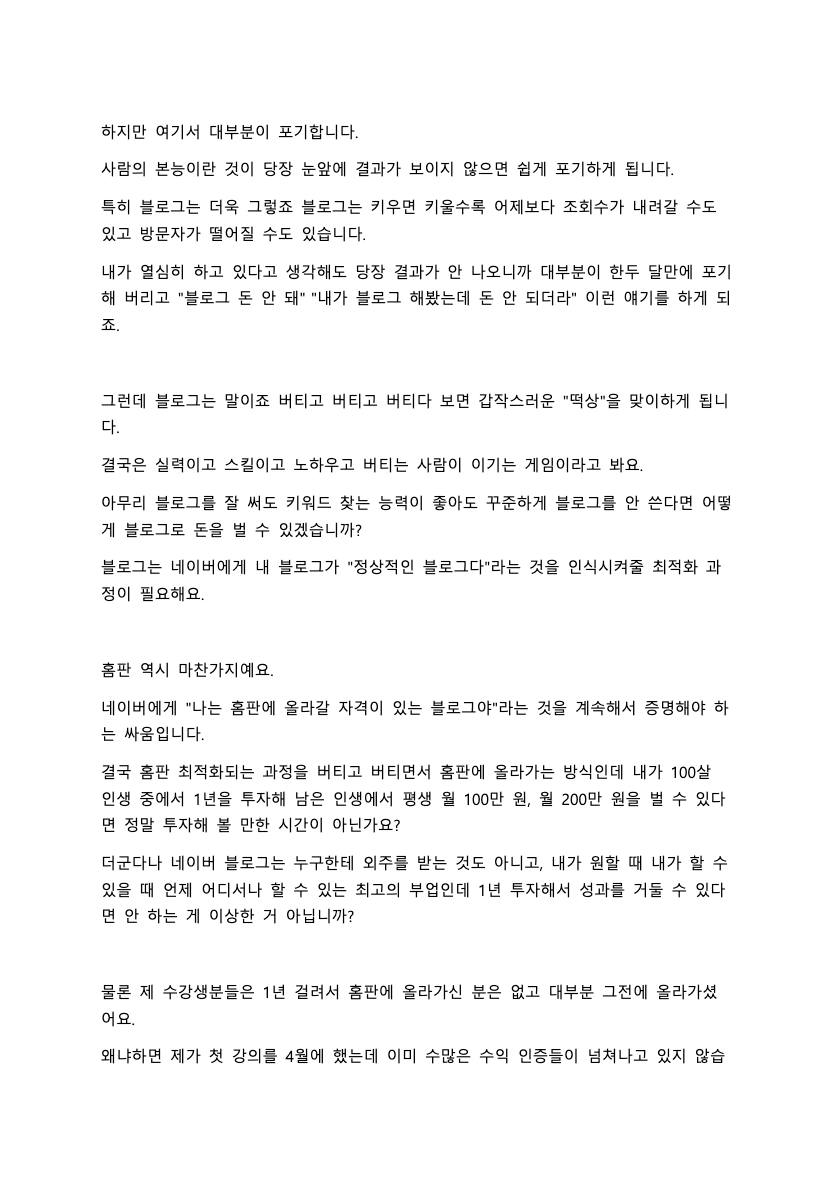 하지만 여기서 대부분이 포기합니다.
사람의 본능이란 것이 당장 눈앞에 결과가 보이지 않으면 쉽게 포기하게 됩니다.
특히 블로그는 더욱 그렇죠 블로그는 키우면 키울수록 어제보다 조회수가 내려갈 수도
있고 방문자가 떨어질 수도 있습니다.
내가 열심히 하고 있다고 생각해도 당장 결과가 안 나오니까 대부분이 한두 달만에 포기
해 버리고 "블로그 돈 안 돼" "내가 블로그 해봤는데 돈 안 되더라" 이런 얘기를 하게 되
죠.
그런데 블로그는 말이죠 버티고 버티고 버티다 보면 갑작스러운 "떡상"을 맞이하게 됩니
다.
결국은 실력이고 스킬이고 노하우고 버티는 사람이 이기는 게임이라고 봐요.
아무리 블로그를 잘 써도 키워드 찾는 능력이 좋아도 꾸준하게 블로그를 안 쓴다면 어떻
게 블로그로 돈을 벌 수 있겠습니까?
블로그는 네이버에게 내 블로그가 "정상적인 블로그다"라는 것을 인식시켜줄 최적화 과
정이 필요해요.
홈판 역시 마찬가지예요.
네이버에게 "나는 홈판에 올라갈 자격이 있는 블로그야"라는 것을 계속해서 증명해야 하
는 싸움입니다.
결국 홈판 최적화되는 과정을 버티고 버티면서 홈판에 올라가는 방식인데 내가 100살
인생 중에서 1년을 투자해 남은 인생에서 평생 월 100만 원, 월 200만 원을 벌 수 있다
면 정말 투자해 볼 만한 시간이 아닌가요?
더군다나 네이버 블로그는 누구한테 외주를 받는 것도 아니고, 내가 원할 때 내가 할 수
있을 때 언제 어디서나 할 수 있는 최고의 부업인데 1년 투자해서 성과를 거둘 수 있다
면 안 하는 게 이상한 거 아닙니까?
물론 제 수강생분들은 1년 걸려서 홈판에 올라가신 분은 없고 대부분 그전에 올라가셨
어요.
왜냐하면 제가 첫 강의를 4월에 했는데 이미 수많은 수익 인증들이 넘쳐나고 있지 않습